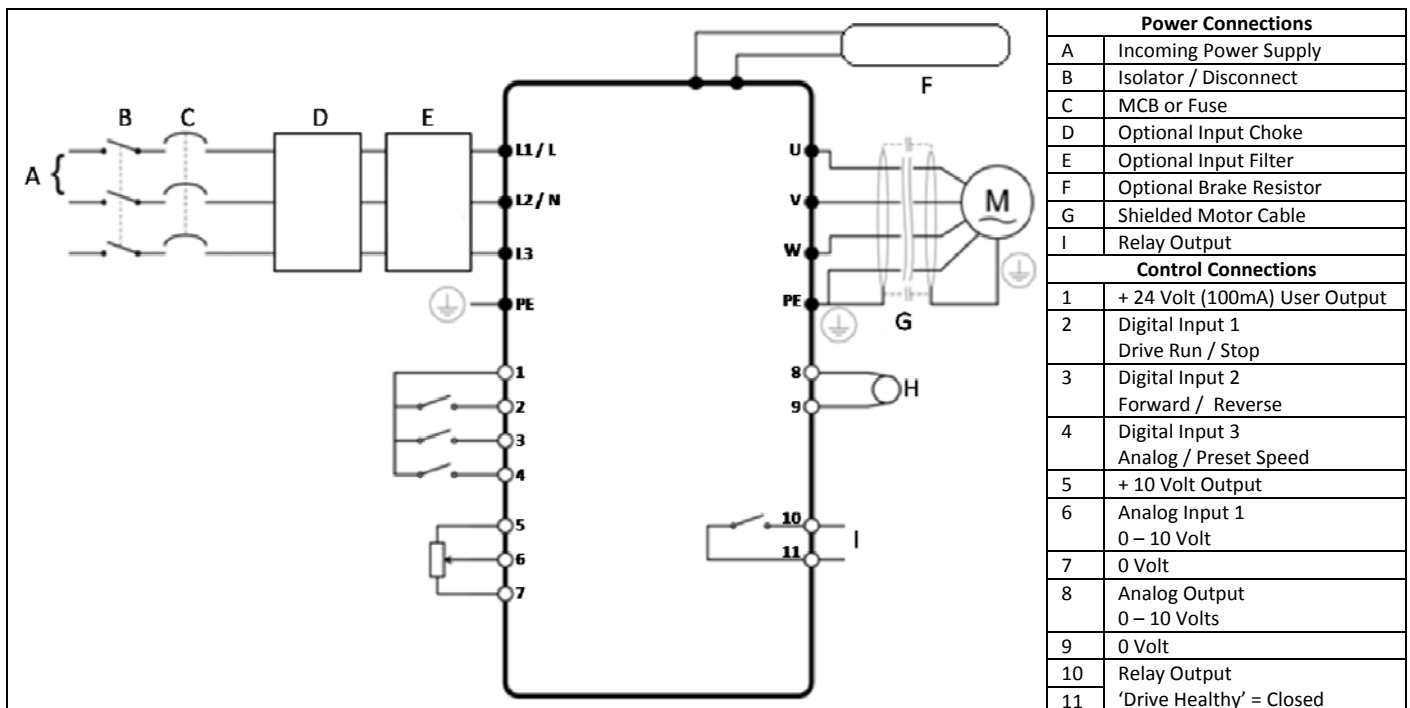 F
B C D E
A {
L1 / L
L2 / N
L3
PE
U
V
W
PE
M
G
1
2
3
4
5
6
7
8
9
H
10
11
I
Power Connections
A Incoming Power Supply
B Isolator / Disconnect
C MCB or Fuse
D Optional Input Choke
E Optional Input Filter
F Optional Brake Resistor
G Shielded Motor Cable
I Relay Output
Control Connections
1 + 24 Volt (100mA) User Output
2 Digital Input 1
Drive Run / Stop
3 Digital Input 2
Forward / Reverse
4 Digital Input 3
Analog / Preset Speed
5 + 10 Volt Output
6 Analog Input 1
0 – 10 Volt
7 0 Volt
8 Analog Output
0 – 10 Volts
9 0 Volt
10 Relay Output
11 ‘Drive Healthy’ = Closed